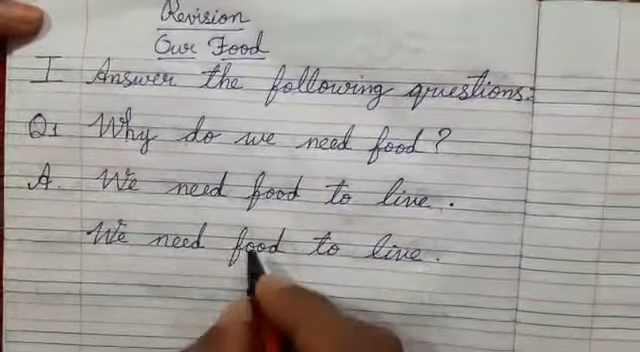 Revision
Our Food
I Answer the following questions:
Q1 Why do we need food?
A. We need food to live.
We need food to live.